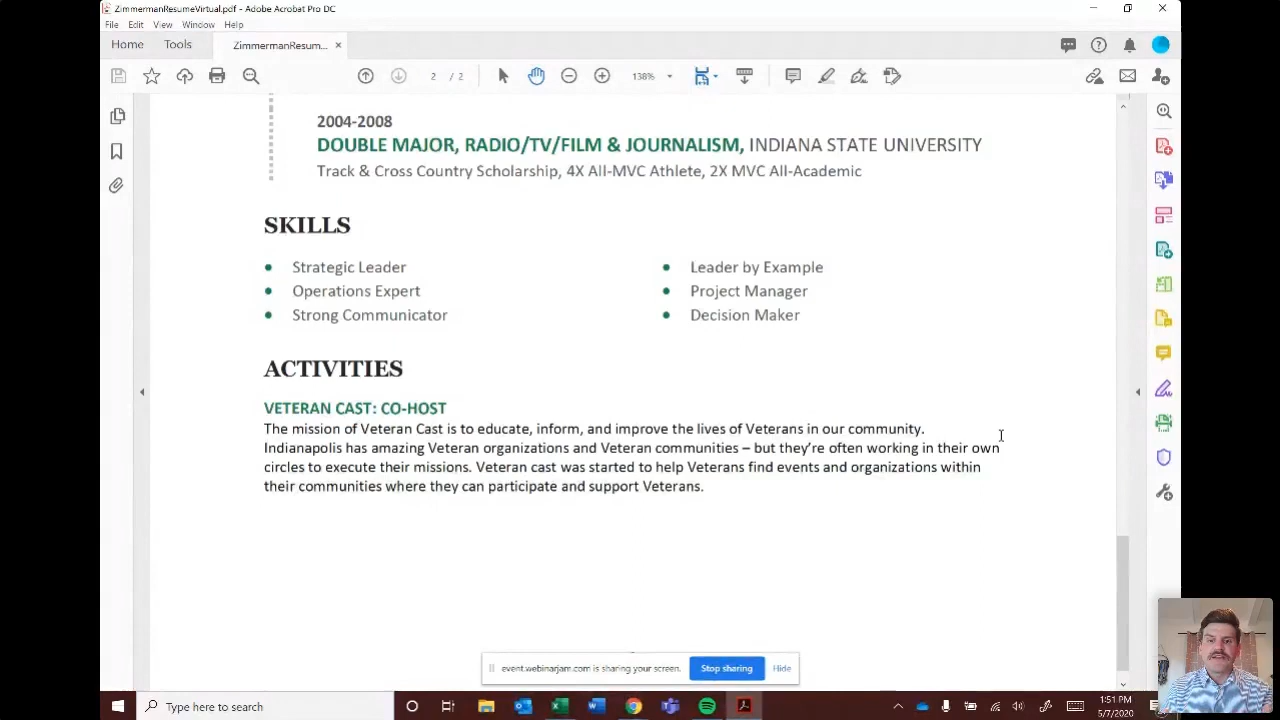 ZimmermanResumeVirtual.pdf - Adobe Acrobat Pro DC
File Edit View Window Help
Home Tools ZimmermanResum... ×
2 / 2 138%
2004-2008
DOUBLE MAJOR, RADIO/TV/FILM & JOURNALISM, INDIANA STATE UNIVERSITY
Track & Cross Country Scholarship, 4X All-MVC Athlete, 2X MVC All-Academic
SKILLS
• Strategic Leader
• Operations Expert
• Strong Communicator
• Leader by Example
• Project Manager
• Decision Maker
ACTIVITIES
VETERAN CAST: CO-HOST
The mission of Veteran Cast is to educate, inform, and improve the lives of Veterans in our community.
Indianapolis has amazing Veteran organizations and Veteran communities – but they’re often working in their own
circles to execute their missions. Veteran cast was started to help Veterans find events and organizations within
their communities where they can participate and support Veterans.
event.webinarjam.com is sharing your screen. Stop sharing Hide
Type here to search
1:51 PM
5/7/2020